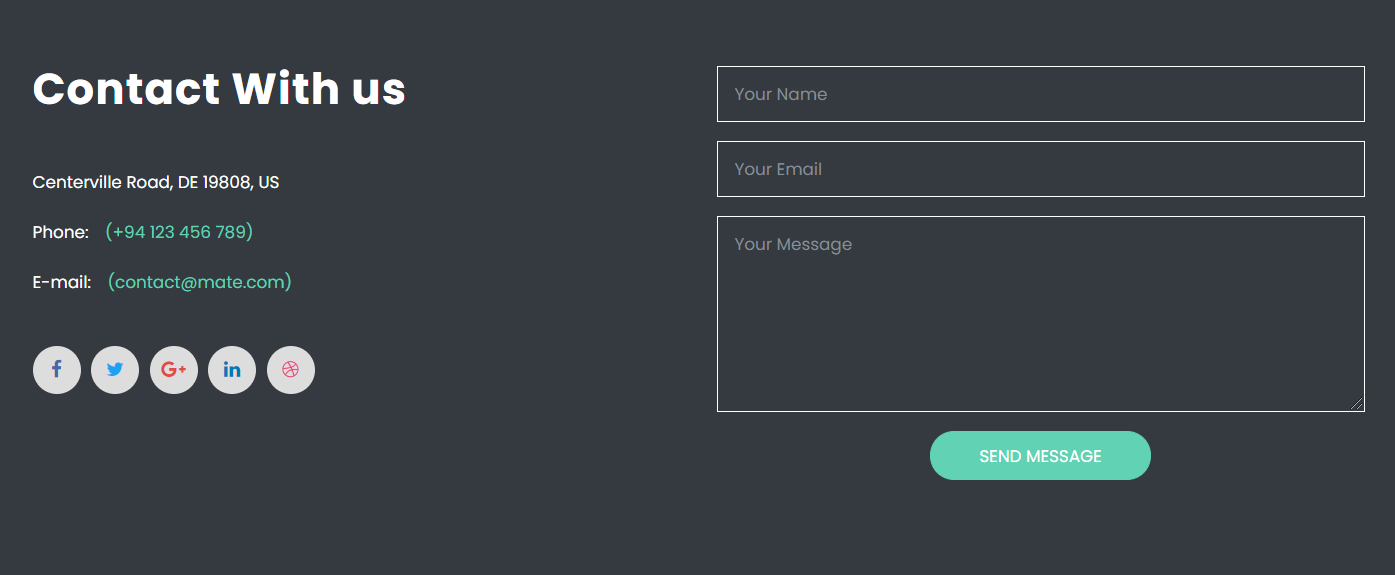 Contact With us
Centerville Road, DE 19808, US
Phone: (+94 123 456 789)
E-mail: (contact@mate.com)
Your Name
Your Email
Your Message
SEND MESSAGE